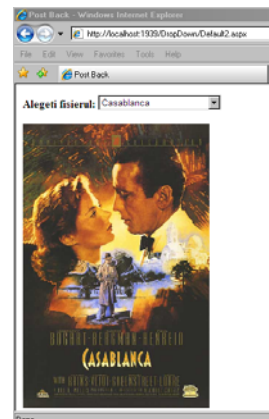 Post Back - Windows Internet Explorer
http://localhost:1939/DropDown/Default2.aspx
File Edit View Favorites Tools Help
Post Back
Alegeti fisierul: Casablanca
BOGART · BERGMAN · HENREID
CASABLANCA